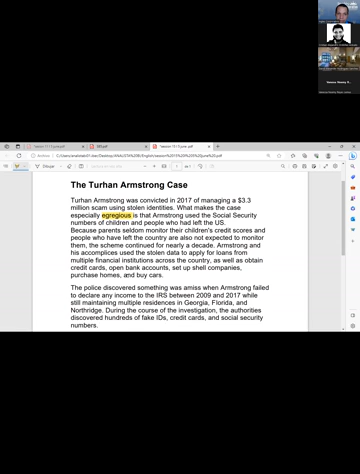 The Turhan Armstrong Case
Turhan Armstrong was convicted in 2017 of managing a $3.3
million scam using stolen identities. What makes the case
especially egregious is that Armstrong used the Social Security
numbers of children and people who had left the US.
Because parents seldom monitor their children's credit scores and
people who have left the country are also not expected to monitor
them, the scheme continued for nearly a decade. Armstrong and
his accomplices used the stolen data to apply for loans from
multiple financial institutions across the country, as well as obtain
credit cards, open bank accounts, set up shell companies,
purchase homes, and buy cars.
The police discovered something was amiss when Armstrong failed
to declare any income to the IRS between 2009 and 2017 while
still maintaining multiple residences in Georgia, Florida, and
Northridge. During the course of the investigation, the authorities
discovered hundreds of fake IDs, credit cards, and social security
numbers.